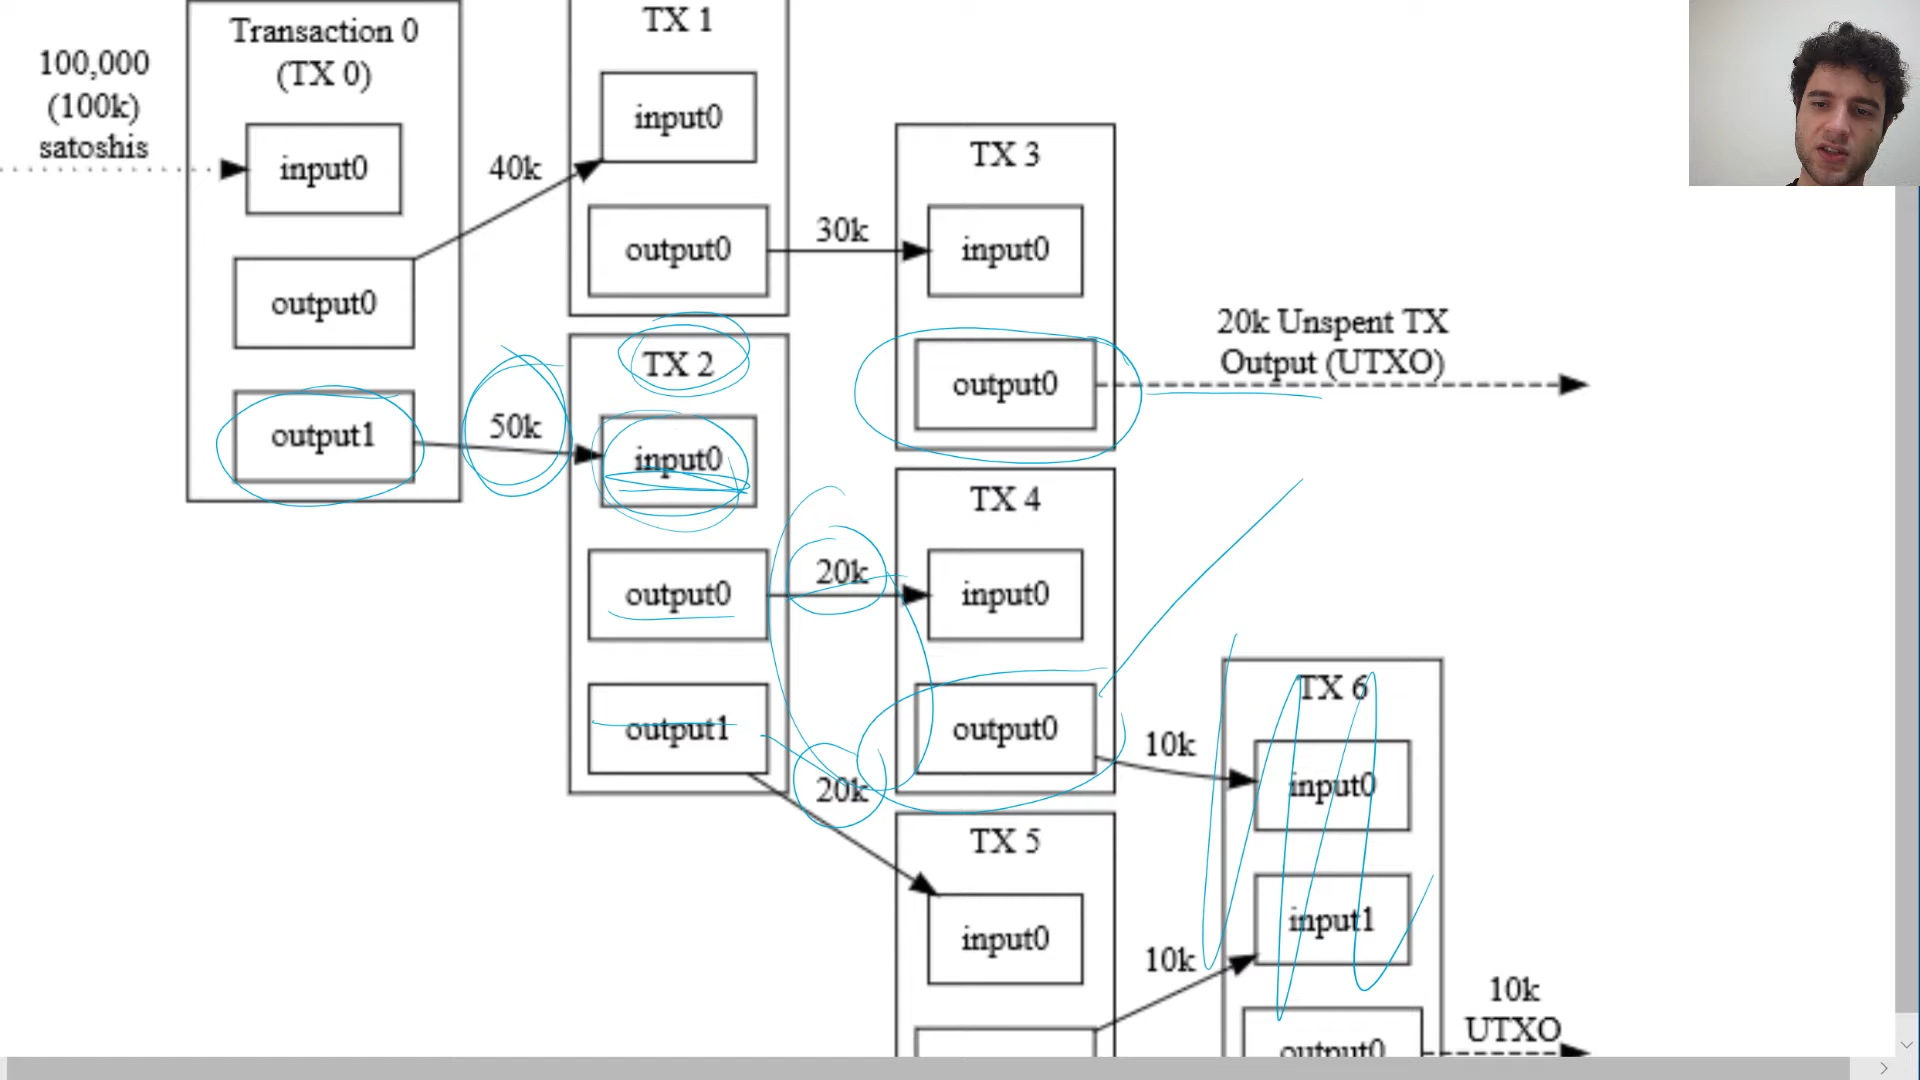 100,000
(100k)
satoshis
Transaction 0
(TX 0)
input0
output0
output1
40k
50k
TX 1
input0
output0
30k
TX 2
input0
output0
output1
20k
20k
TX 3
input0
output0
20k Unspent TX
Output (UTXO)
TX 4
input0
output0
10k
TX 5
input0
10k
TX 6
input0
input1
output0
10k
UTXO